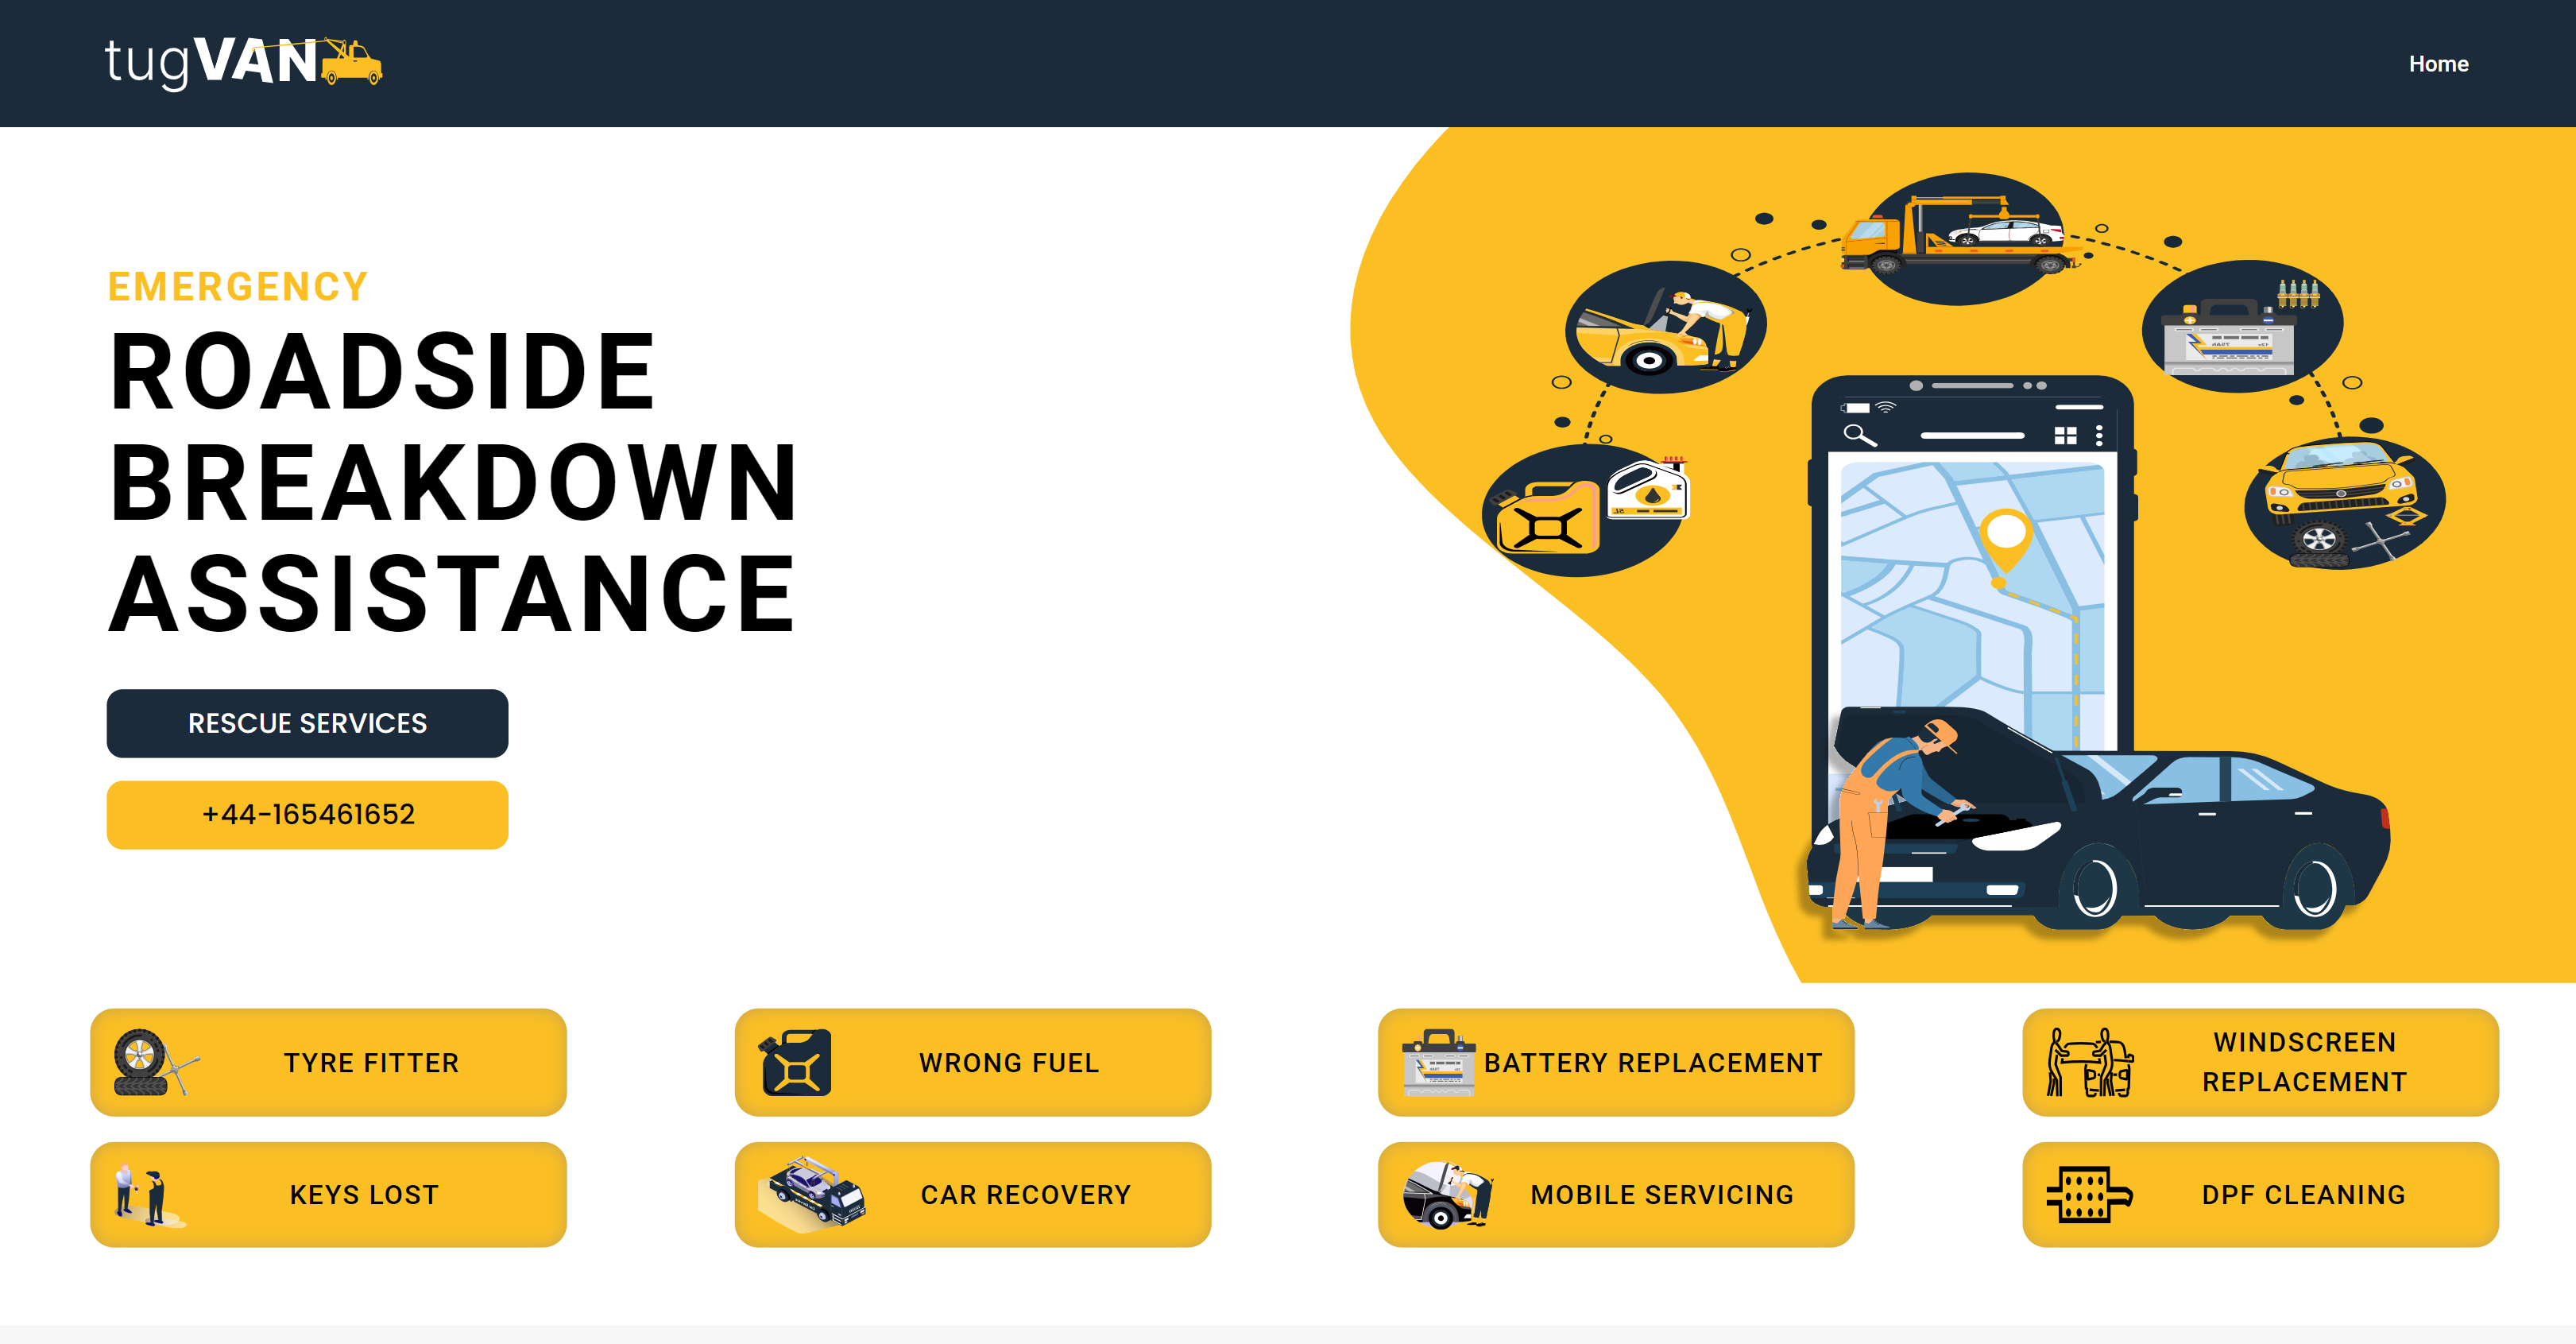 tugVAN
Home
EMERGENCY
ROADSIDE
BREAKDOWN
ASSISTANCE
RESCUE SERVICES
+44-165461652
TYRE FITTER
WRONG FUEL
BATTERY REPLACEMENT
WINDSCREEN
REPLACEMENT
KEYS LOST
CAR RECOVERY
MOBILE SERVICING
DPF CLEANING